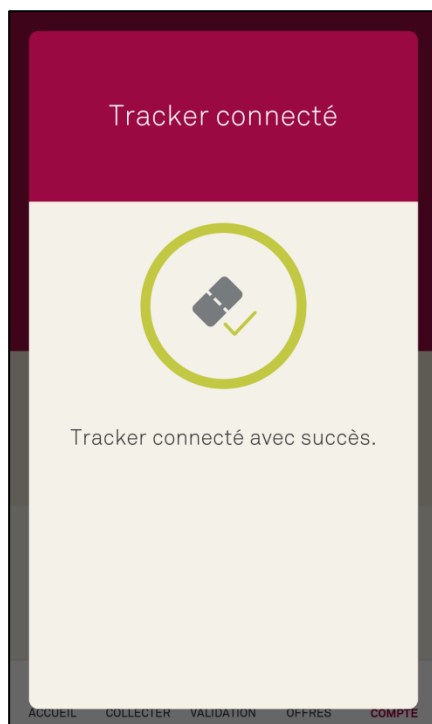 Tracker connecté
Tracker connecté avec succès.
ACCUEIL COLLECTER VALIDATION OFFRES COMPTE